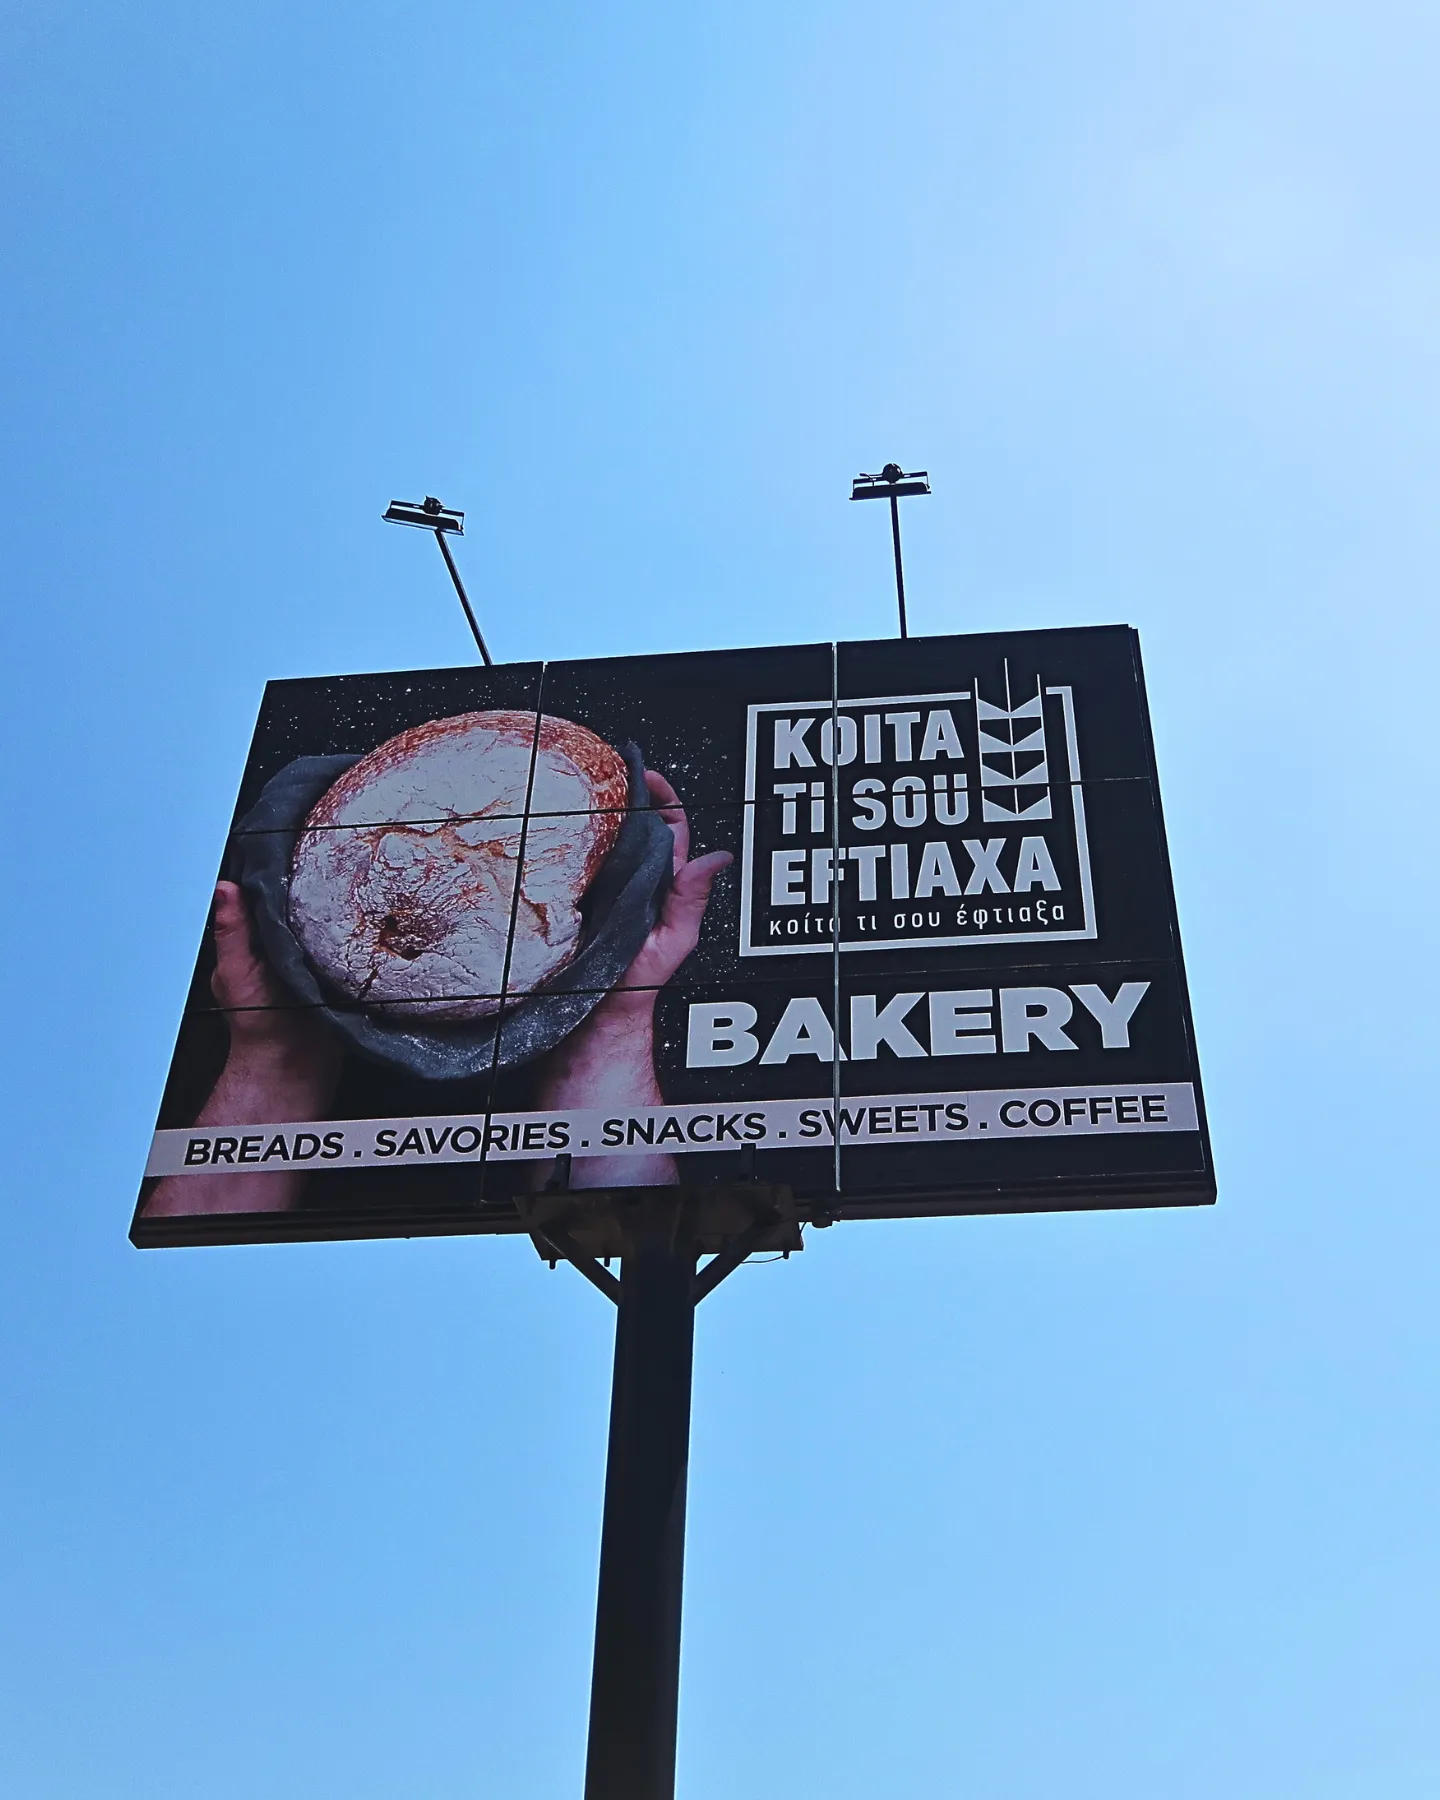 KOITA
Ti SOU
EFTIAXA
κοίτα τι σου έφτιαξα
BAKERY
BREADS . SAVORIES . SNACKS . SWEETS . COFFEE